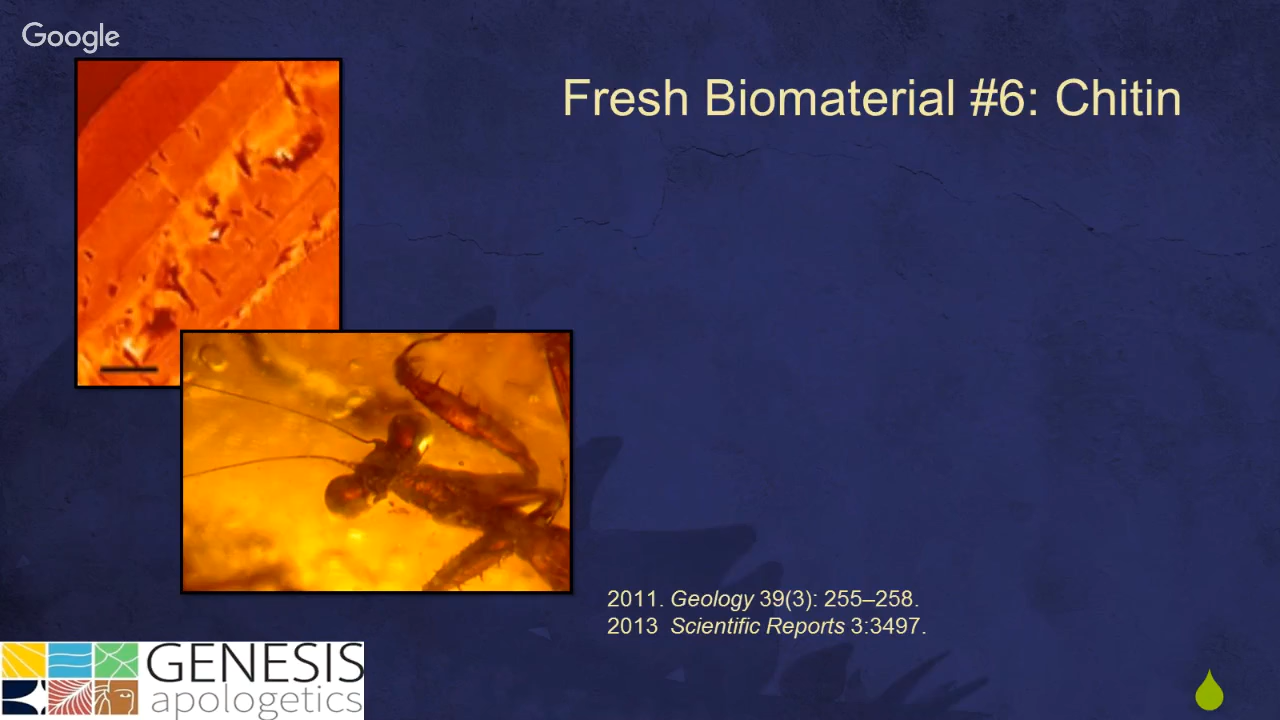 Google
Fresh Biomaterial #6: Chitin
2011. Geology 39(3): 255–258.
2013 Scientific Reports 3:3497.
GENESIS
apologetics